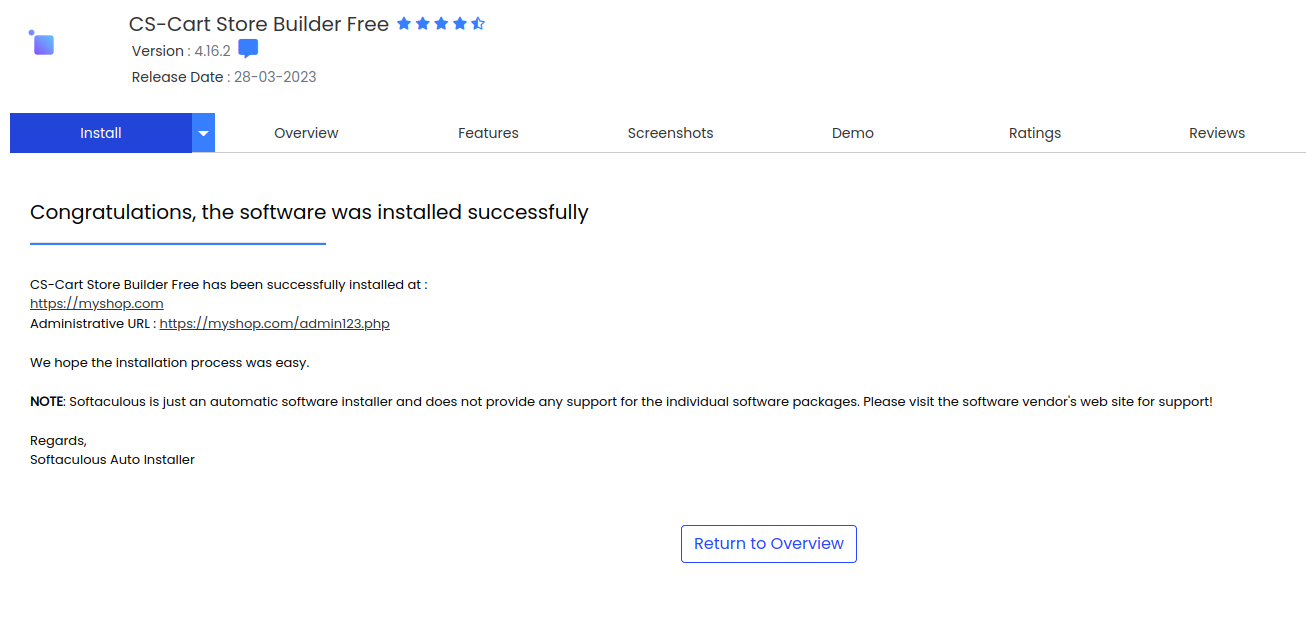 CS-Cart Store Builder Free
Version : 4.16.2
Release Date : 28-03-2023
Install
Overview
Features
Screenshots
Demo
Ratings
Reviews
Congratulations, the software was installed successfully
CS-Cart Store Builder Free has been successfully installed at :
https://myshop.com
Administrative URL : https://myshop.com/admin123.php
We hope the installation process was easy.
NOTE: Softaculous is just an automatic software installer and does not provide any support for the individual software packages. Please visit the software vendor's web site for support!
Regards,
Softaculous Auto Installer
Return to Overview